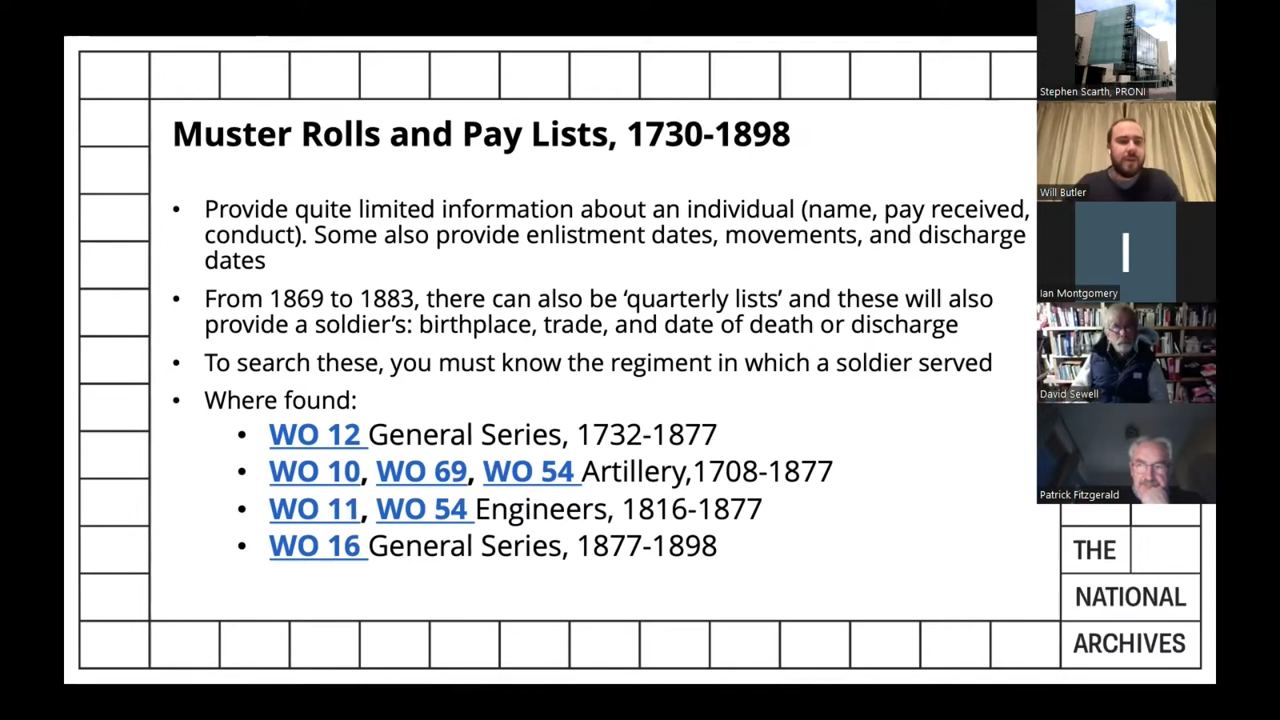 Muster Rolls and Pay Lists, 1730-1898
• Provide quite limited information about an individual (name, pay received,
conduct). Some also provide enlistment dates, movements, and discharge
dates
• From 1869 to 1883, there can also be ‘quarterly lists’ and these will also
provide a soldier’s: birthplace, trade, and date of death or discharge
• To search these, you must know the regiment in which a soldier served
• Where found:
• WO 12 General Series, 1732-1877
• WO 10, WO 69, WO 54 Artillery,1708-1877
• WO 11, WO 54 Engineers, 1816-1877
• WO 16 General Series, 1877-1898
Stephen Scarth, PRONI
Will Butler
I
Ian Montgomery
David Sewell
Patrick Fitzgerald
THE
NATIONAL
ARCHIVES